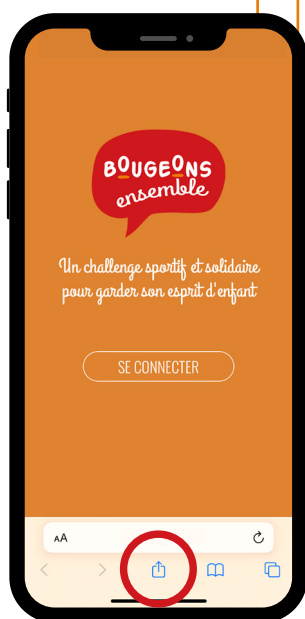 BOUGEONS
ensemble
Un challenge sportif et solidaire
pour garder son esprit d'enfant
SE CONNECTER
AA